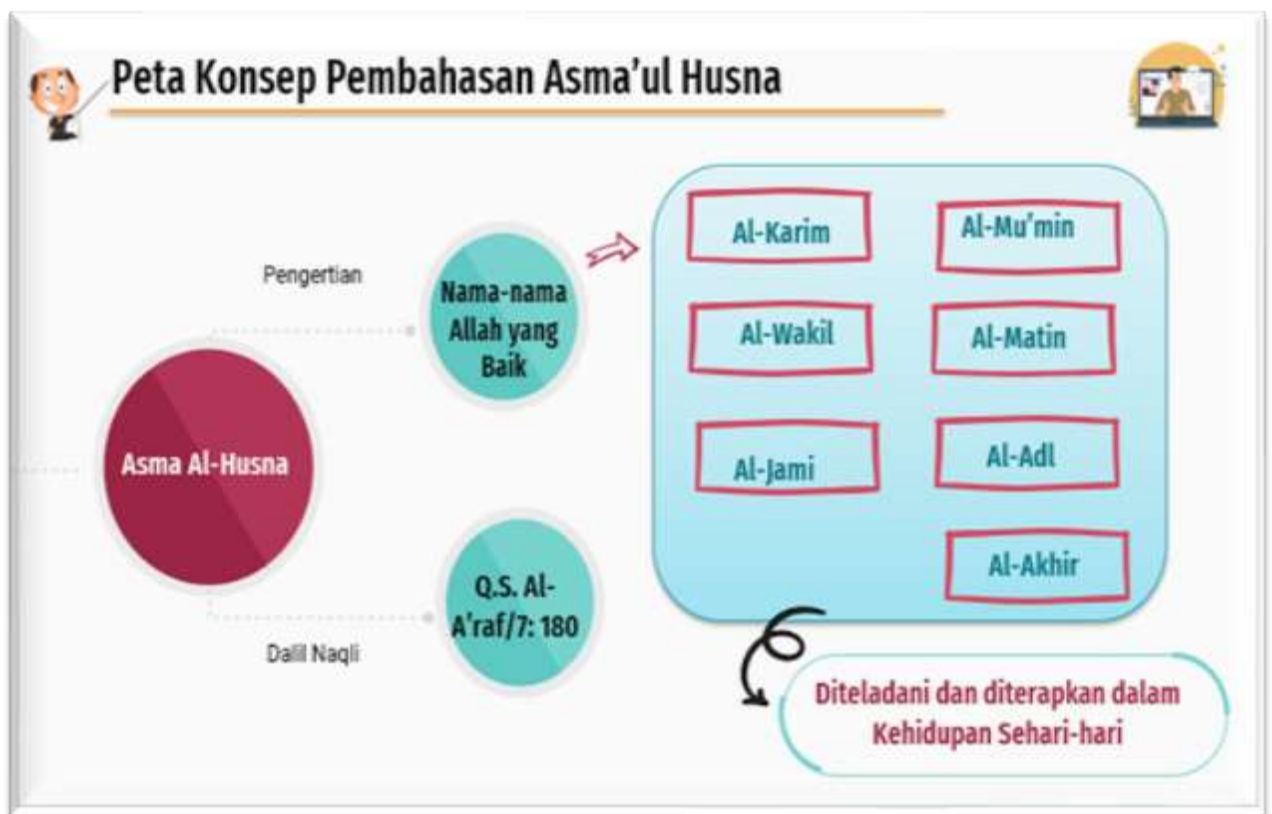 Peta Konsep Pembahasan Asma'ul Husna
Pengertian
Nama-nama
Allah yang
Baik
Asma Al-Husna
Q.S. Al-
A'raf/7: 180
Dalil Naqli
Al-Karim
Al-Mu'min
Al-Wakil
Al-Matin
Al-Jami
Al-Adl
Al-Akhir
Diteladani dan diterapkan dalam
Kehidupan Sehari-hari